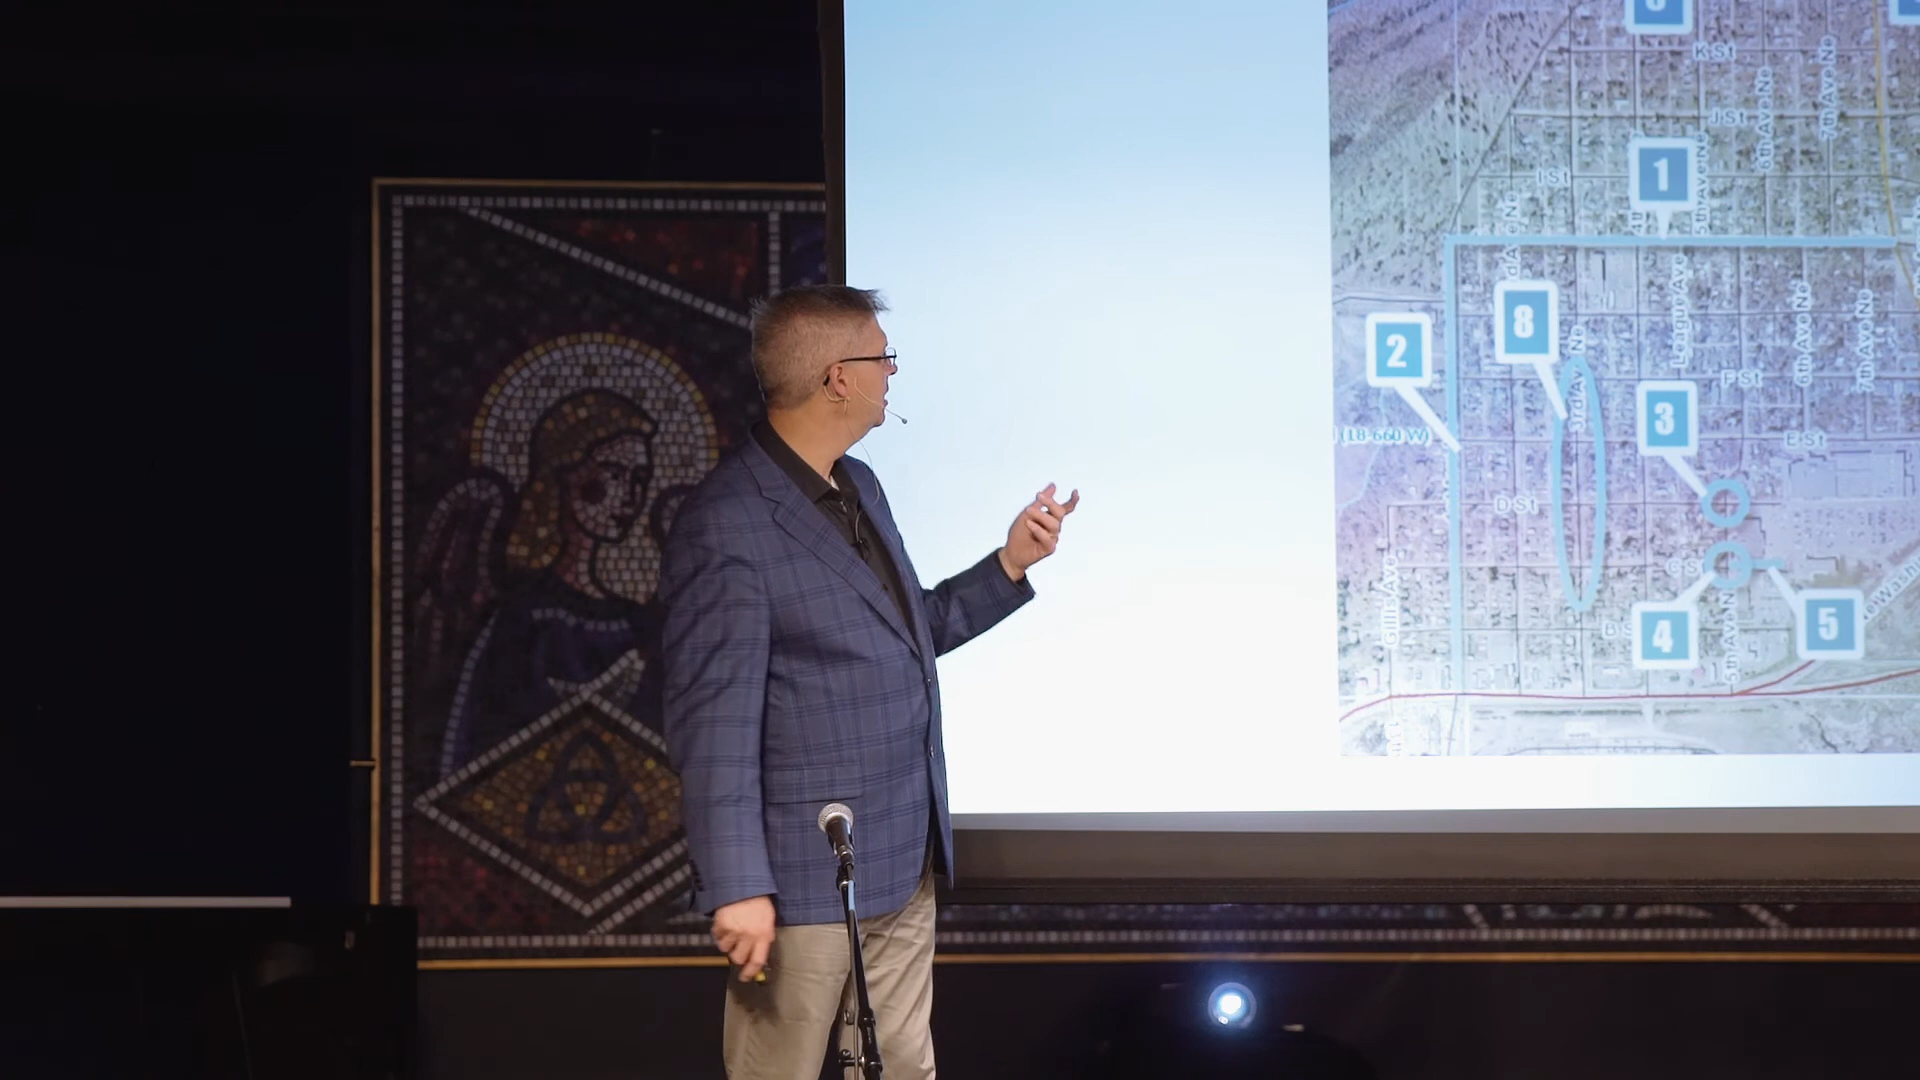 K St
7th Ave Ne
J St
6th Ave Ne
1
I St
5th Ave Ne
8
2
League Ave
6th Ave Ne
7th Ave Ne
3rd Ave Ne
F St
3
(18-660 W)
E St
D St
C St
Gillis Ave
4
5
5th Ave N